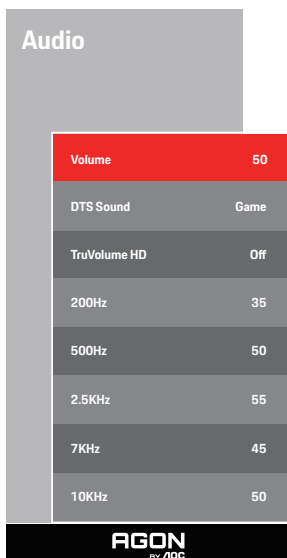 Audio
Volume 50
DTS Sound Game
TruVolume HD Off
200Hz 35
500Hz 50
2.5KHz 55
7KHz 45
10KHz 50
AGON
BY AOC